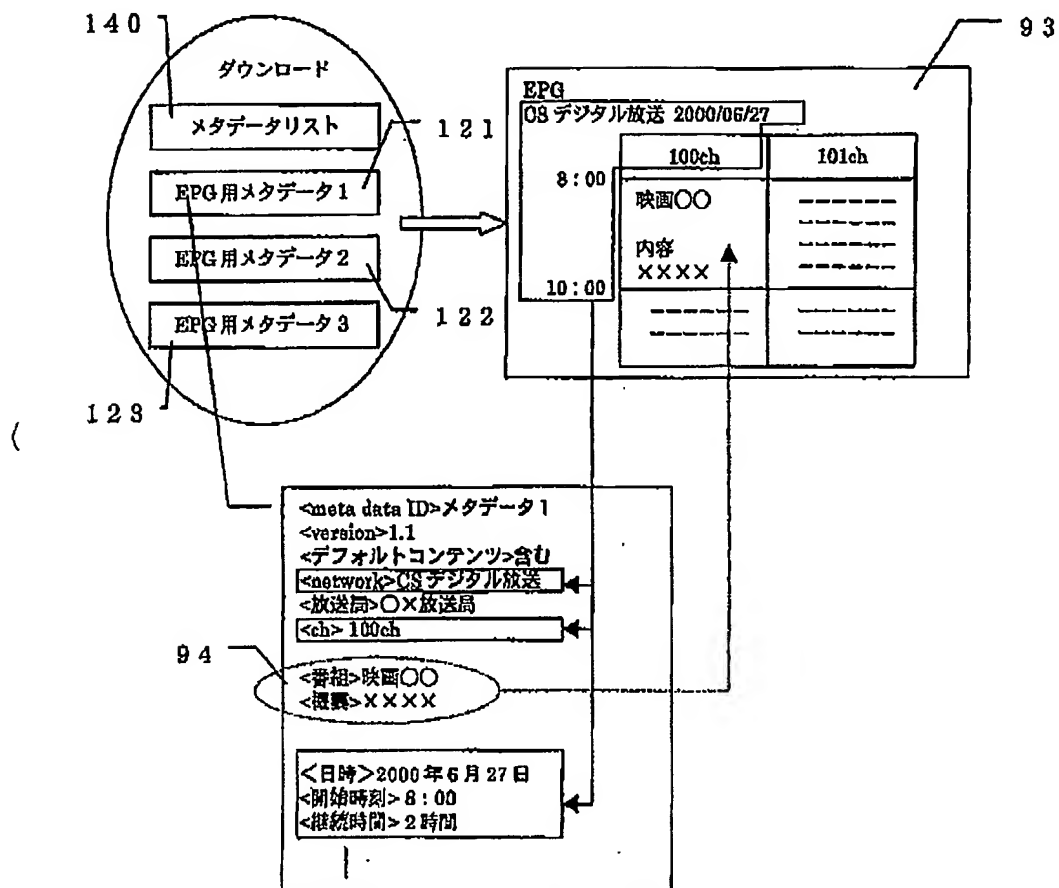 140
ダウンロード
メタデータリスト
EPG用メタデータ1
EPG用メタデータ2
EPG用メタデータ3
121
122
123
93
EPG
CSデジタル放送 2000/06/27
100ch
101ch
8:00
映画○○
内容
××××
10:00
<meta data ID>メタデータ1
<version>1.1
<デフォルトコンテンツ>含む
<network>CSデジタル放送
<放送局>○×放送局
<ch> 100ch
94
<番組>映画○○
<概要>××××
<日時>2000年6月27日
<開始時刻>8:00
<継続時間>2時間